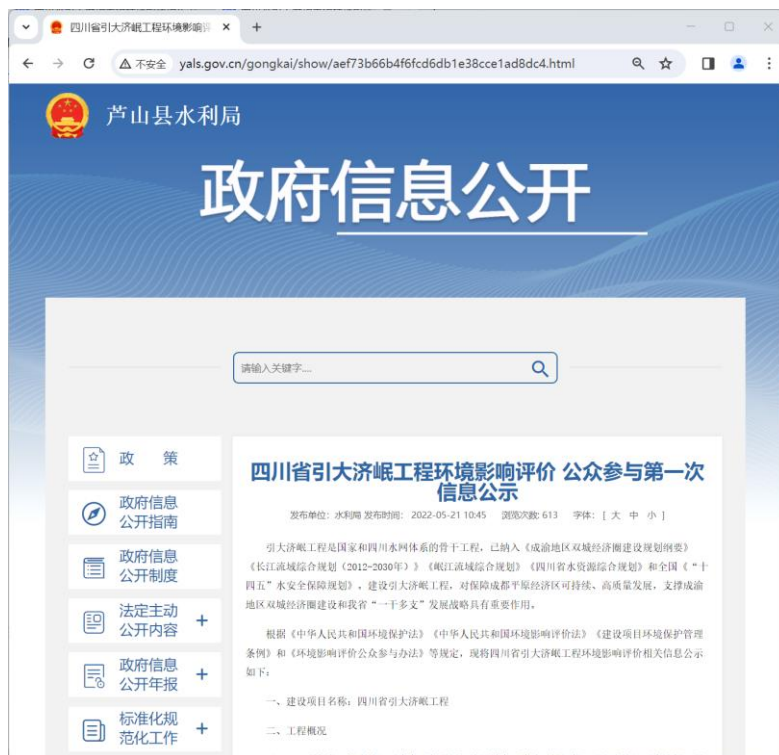 四川省引大济岷工程环境影响评
不安全 yals.gov.cn/gongkai/show/aef73b66b4f6fcd6db1e38cce1ad8dc4.html
芦山县水利局
政府信息公开
请输入关键字....
政 策
政府信息
公开指南
政府信息
公开制度
法定主动
公开内容 +
政府信息
公开年报 +
标准化规
范化工作 +
四川省引大济岷工程环境影响评价 公众参与第一次
信息公示
发布单位：水利局 发布时间： 2022-05-21 10:45 浏览次数: 613 字体： [ 大 中 小 ]
引大济岷工程是国家和四川水网体系的骨干工程，已纳入《成渝地区双城经济圈建设规划纲要》
《长江流域综合规划（2012-2030年）》《岷江流域综合规划》《四川省水资源综合规划》和全国《“十
四五”水安全保障规划》。建设引大济岷工程，对保障成都平原经济区可持续、高质量发展，支撑成渝
地区双城经济圈建设和我省“一干多支”发展战略具有重要作用。
根据《中华人民共和国环境保护法》《中华人民共和国环境影响评价法》《建设项目环境保护管理
条例》和《环境影响评价公众参与办法》等规定，现将四川省引大济岷工程环境影响评价相关信息公示
如下：
一、建设项目名称：四川省引大济岷工程
二、工程概况